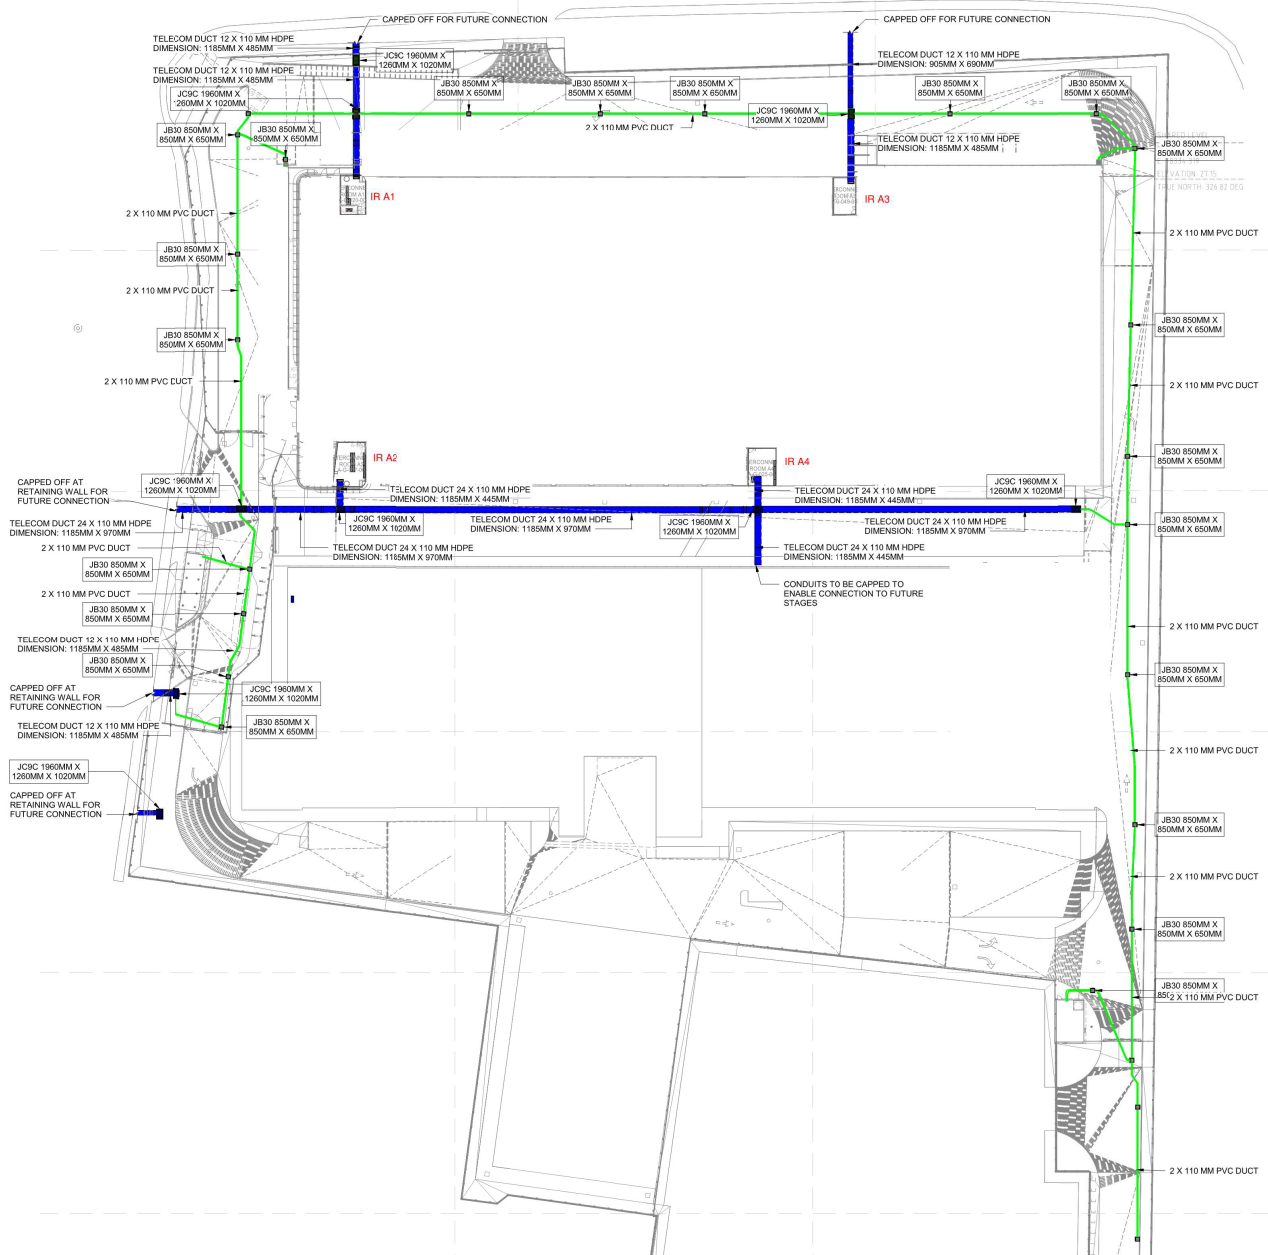 CAPPED OFF FOR FUTURE CONNECTION
CAPPED OFF FOR FUTURE CONNECTION
TELECOM DUCT 12 X 110 MM HDPE
DIMENSION: 1185MM X 485MM
JC9C 1960MM X
1260MM X 1020MM
TELECOM DUCT 12 X 110 MM HDPE
DIMENSION: 905MM X 690MM
TELECOM DUCT 12 X 110 MM HDPE
DIMENSION: 1185MM X 485MM
JB30 850MM X
850MM X 650MM
JB30 850MM X
850MM X 650MM
JB30 850MM X
850MM X 650MM
JB30 850MM X
850MM X 650MM
JB30 850MM X
850MM X 650MM
JC9C 1960MM X
1260MM X 1020MM
JC9C 1960MM X
1260MM X 1020MM
2 X 110 MM PVC DUCT
JB30 850MM X
850MM X 650MM
JB30 850MM X
850MM X 650MM
TELECOM DUCT 12 X 110 MM HDPE
DIMENSION: 1185MM X 485MM
JB30 850MM X
850MM X 650MM
ELEVATION 27.15
TRUE NORTH: 326.82 DEG
IR A1
IR A3
2 X 110 MM PVC DUCT
2 X 110 MM PVC DUCT
JB30 850MM X
850MM X 650MM
2 X 110 MM PVC DUCT
JB30 850MM X
850MM X 650MM
JB30 850MM X
850MM X 650MM
2 X 110 MM PVC DUCT
2 X 110 MM PVC DUCT
IR A2
IR A4
JB30 850MM X
850MM X 650MM
CAPPED OFF AT
RETAINING WALL FOR
FUTURE CONNECTION
JC9C 1960MM X
1260MM X 1020MM
TELECOM DUCT 24 X 110 MM HDPE
DIMENSION: 1185MM X 445MM
TELECOM DUCT 24 X 110 MM HDPE
DIMENSION: 1185MM X 445MM
JC9C 1960MM X
1260MM X 1020MM
TELECOM DUCT 24 X 110 MM HDPE
DIMENSION: 1185MM X 970MM
JC9C 1960MM X
1260MM X 1020MM
TELECOM DUCT 24 X 110 MM HDPE
DIMENSION: 1185MM X 970MM
JC9C 1960MM X
1260MM X 1020MM
TELECOM DUCT 24 X 110 MM HDPE
DIMENSION: 1185MM X 970MM
JB30 850MM X
850MM X 650MM
2 X 110 MM PVC DUCT
TELECOM DUCT 24 X 110 MM HDPE
DIMENSION: 1185MM X 970MM
TELECOM DUCT 24 X 110 MM HDPE
DIMENSION: 1185MM X 445MM
JB30 850MM X
850MM X 650MM
2 X 110 MM PVC DUCT
CONDUITS TO BE CAPPED TO
ENABLE CONNECTION TO FUTURE
STAGES
JB30 850MM X
850MM X 650MM
2 X 110 MM PVC DUCT
TELECOM DUCT 12 X 110 MM HDPE
DIMENSION: 1185MM X 485MM
JB30 850MM X
850MM X 650MM
JB30 850MM X
850MM X 650MM
CAPPED OFF AT
RETAINING WALL FOR
FUTURE CONNECTION
JC9C 1960MM X
1260MM X 1020MM
TELECOM DUCT 12 X 110 MM HDPE
DIMENSION: 1185MM X 485MM
JB30 850MM X
850MM X 650MM
2 X 110 MM PVC DUCT
JC9C 1960MM X
1260MM X 1020MM
CAPPED OFF AT
RETAINING WALL FOR
FUTURE CONNECTION
JB30 850MM X
850MM X 650MM
2 X 110 MM PVC DUCT
JB30 850MM X
850MM X 650MM
JB30 850MM X
2 X 110 MM PVC DUCT
2 X 110 MM PVC DUCT